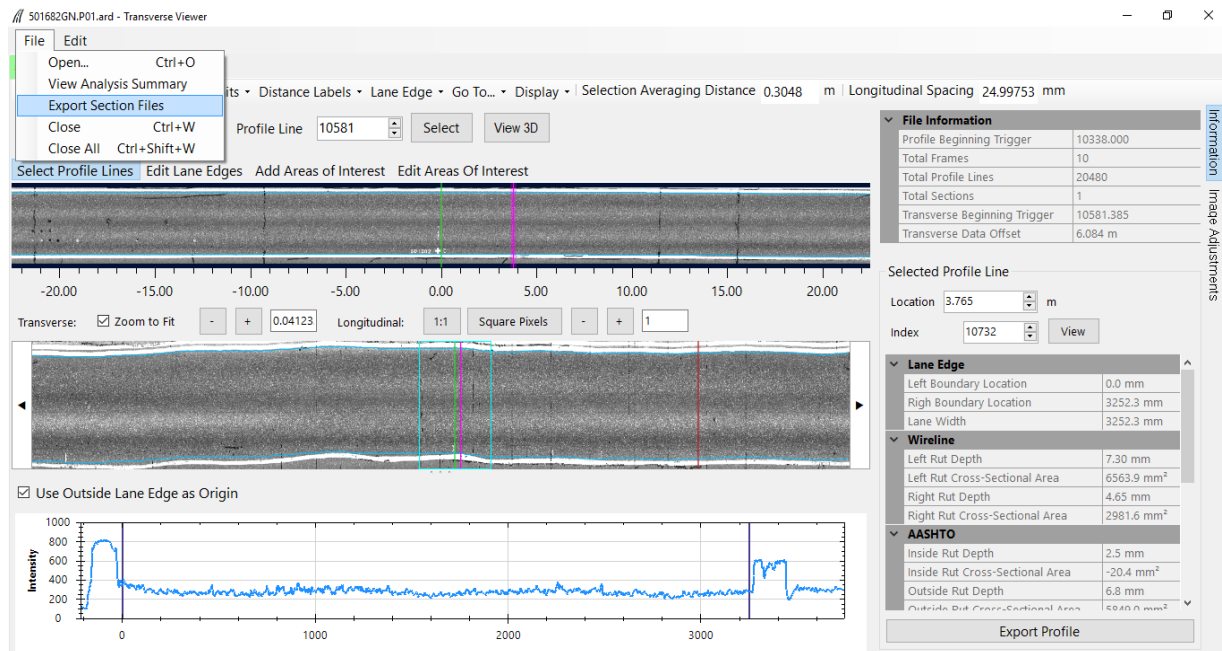 501682GN.P01.ard - Transverse Viewer
File Edit
Open... Ctrl+O
View Analysis Summary
Export Section Files
Close Ctrl+W
Close All Ctrl+Shift+W
its Distance Labels Lane Edge Go To... Display Selection Averaging Distance 0.3048 m Longitudinal Spacing 24.99753 mm
Profile Line 10581 Select View 3D
Select Profile Lines Edit Lane Edges Add Areas of Interest Edit Areas Of Interest
-20.00 -15.00 -10.00 -5.00 0.00 5.00 10.00 15.00 20.00
Transverse: Zoom to Fit - + 0.04123 Longitudinal: 1:1 Square Pixels - + 1
Use Outside Lane Edge as Origin
Intensity
1000
800
600
400
200
0
0 1000 2000 3000
File Information
Profile Beginning Trigger 10338.000
Total Frames 10
Total Profile Lines 20480
Total Sections 1
Transverse Beginning Trigger 10581.385
Transverse Data Offset 6.084 m
Selected Profile Line
Location 3.765 m
Index 10732 View
Lane Edge
Left Boundary Location 0.0 mm
Righ Boundary Location 3252.3 mm
Lane Width 3252.3 mm
Wireline
Left Rut Depth 7.30 mm
Left Rut Cross-Sectional Area 6563.9 mm²
Right Rut Depth 4.65 mm
Right Rut Cross-Sectional Area 2981.6 mm²
AASHTO
Inside Rut Depth 2.5 mm
Inside Rut Cross-Sectional Area -20.4 mm²
Outside Rut Depth 6.8 mm
Outside Rut Cross-Sectional Area 5849.0 mm²
Export Profile
Information
Image Adjustments